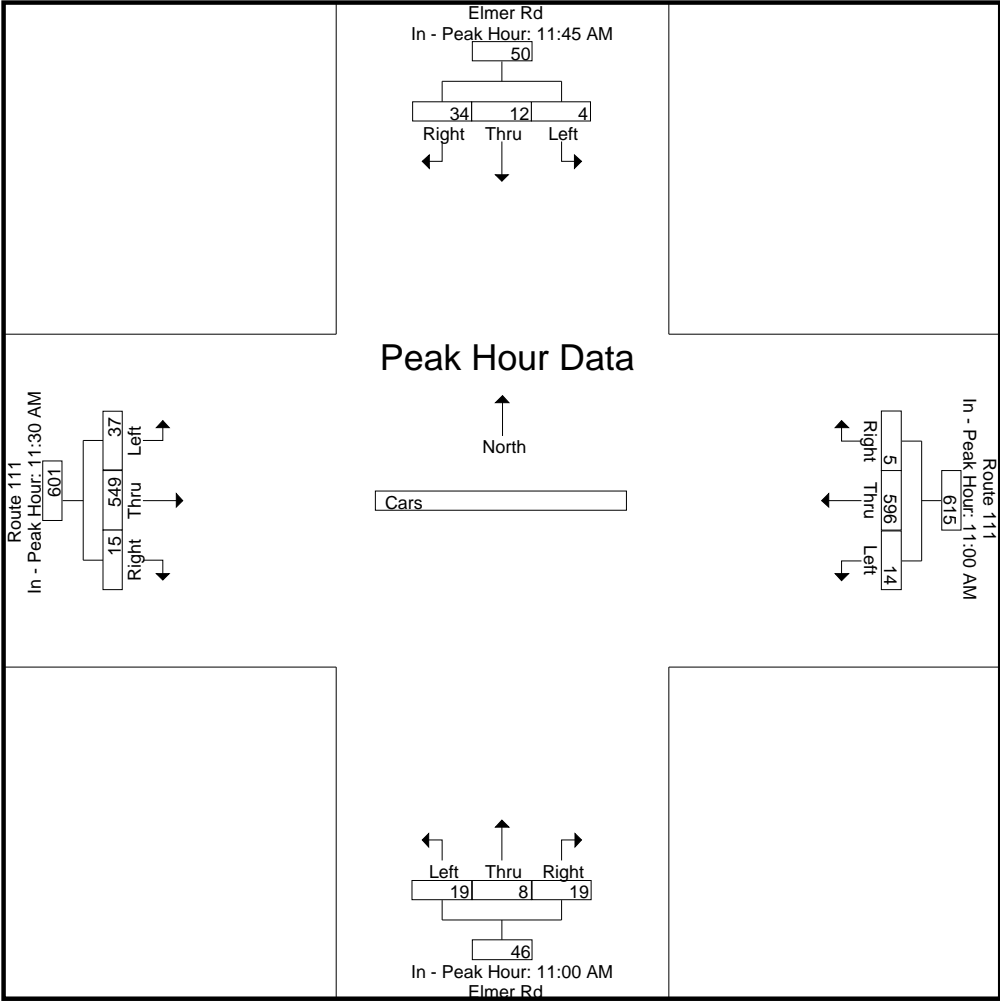 Elmer Rd
In - Peak Hour: 11:45 AM
50
34 12 4
Right Thru Left
Peak Hour Data
North
Cars
Route 111
In - Peak Hour: 11:30 AM
601
37 549 15
Left Thru Right
Route 111
In - Peak Hour: 11:00 AM
615
5 596 14
Right Thru Left
Left Thru Right
19 8 19
46
In - Peak Hour: 11:00 AM
Elmer Rd